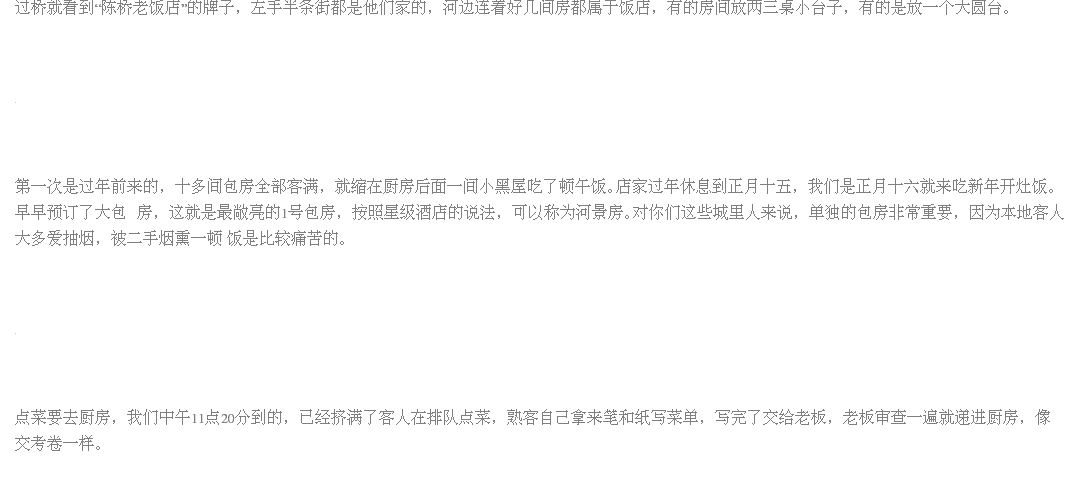 过桥就看到“陈桥老饭店”的牌子，左手半条街都是他们家的，河边连着好几间房都属于饭店，有的房间放两三桌小台子，有的是放一个大圆台。
第一次是过年前来的，十多间包房全部客满，就缩在厨房后面一间小黑屋吃了顿午饭。店家过年休息到正月十五，我们是正月十六就来吃新年开灶饭。
早早预订了大包 房，这就是最敞亮的1号包房，按照星级酒店的说法，可以称为河景房。对你们这些城里人来说，单独的包房非常重要，因为本地客人
大多爱抽烟，被二手烟熏一顿 饭是比较痛苦的。
点菜要去厨房，我们中午11点20分到的，已经挤满了客人在排队点菜，熟客自己拿来笔和纸写菜单，写完了交给老板，老板审查一遍就递进厨房，像
交考卷一样。